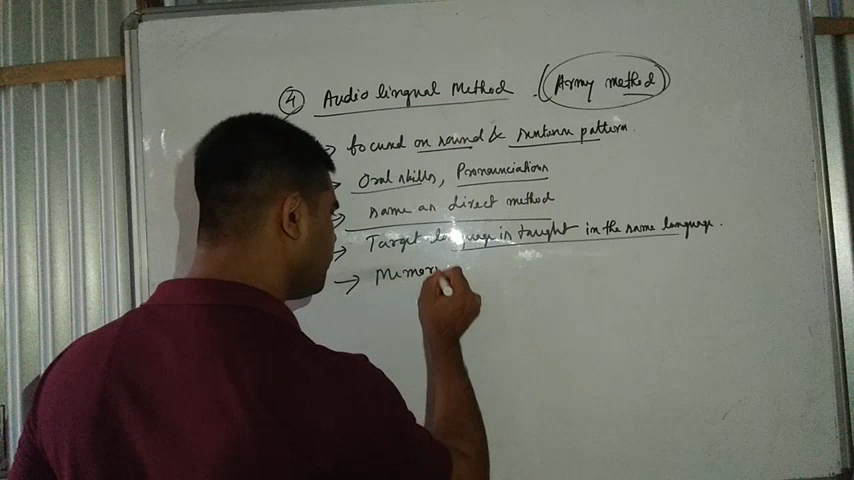 ④ Audio lingual Method (Army method)
→ focused on sound & sentence pattern.
→ Oral skills, Pronounciations
→ same as direct method
→ Target language is taught in the same language.
→ Memor